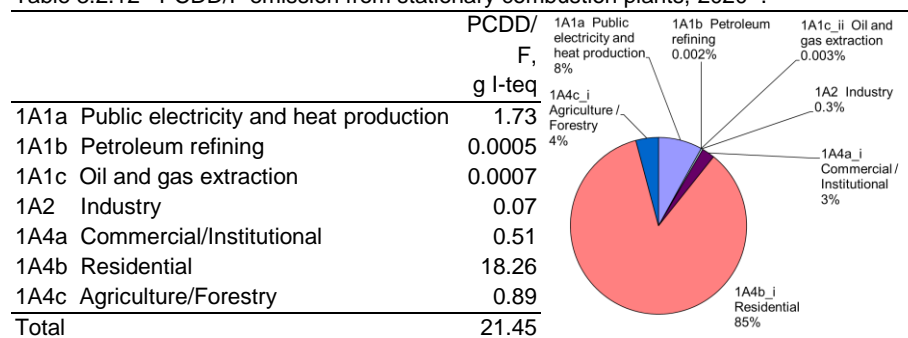 Table 3.2.12 PCDD/F emission from stationary combustion plants, 2020
PCDD/
F,
g I-teq
1A1a Public electricity and heat production 1.73
1A1b Petroleum refining 0.0005
1A1c Oil and gas extraction 0.0007
1A2 Industry 0.07
1A4a Commercial/Institutional 0.51
1A4b Residential 18.26
1A4c Agriculture/Forestry 0.89
Total 21.45
1A1a Public
electricity and
heat production
8%
1A1b Petroleum
refining
0.002%
1A1c_ii Oil and
gas extraction
0.003%
1A2 Industry
0.3%
1A4a_i
Commercial /
Institutional
3%
1A4b_i
Residential
85%
1A4c_i
Agriculture /
Forestry
4%